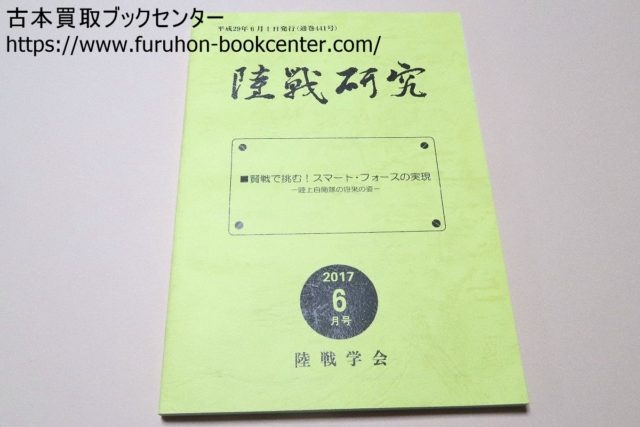 古本買取ブックセンター
https://www.furuhon-bookcenter.com/
平成29年6月1日発行(通巻441号)
陸戦研究
■賢戦で挑む！スマート・フォースの実現
－陸上自衛隊の将来の姿－
2017
6
月号
陸戦学会